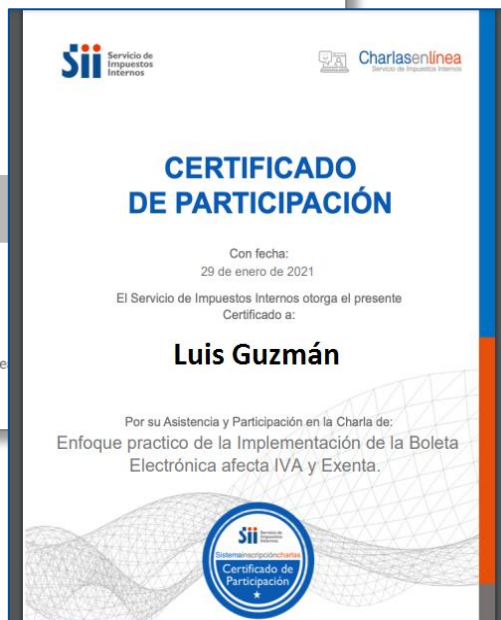 Sii Servicio de
Impuestos
Internos
Charlasenlínea
Servicio de Impuestos Internos
CERTIFICADO
DE PARTICIPACIÓN
Con fecha:
29 de enero de 2021
El Servicio de Impuestos Internos otorga el presente
Certificado a:
Luis Guzmán
Por su Asistencia y Participación en la Charla de:
Enfoque practico de la Implementación de la Boleta
Electrónica afecta IVA y Exenta.
Sii Servicio de
Impuestos
Internos
Sistemainscripcióncharlas
Certificado de
Participación